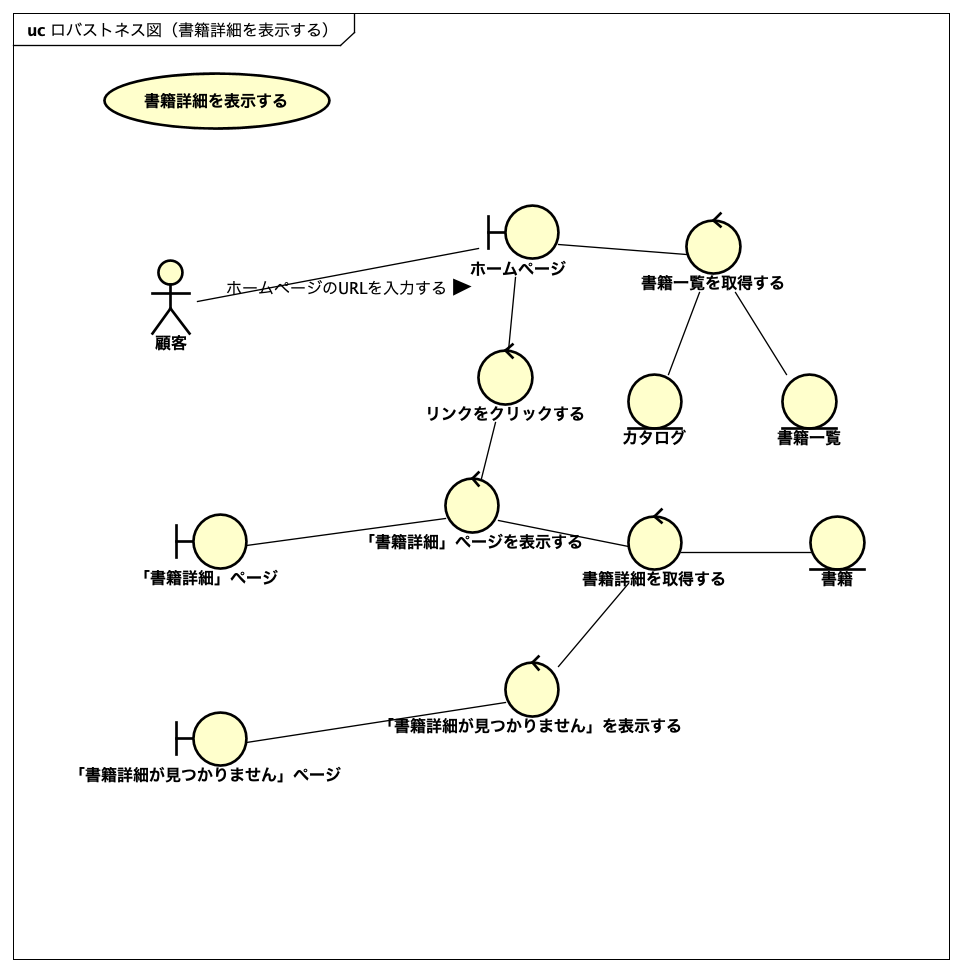 uc ロバストネス図（書籍詳細を表示する）
書籍詳細を表示する
ホームページ
書籍一覧を取得する
ホームページのURLを入力する
顧客
リンクをクリックする
カタログ
書籍一覧
「書籍詳細」ページを表示する
「書籍詳細」ページ
書籍詳細を取得する
書籍
「書籍詳細が見つかりません」を表示する
「書籍詳細が見つかりません」ページ